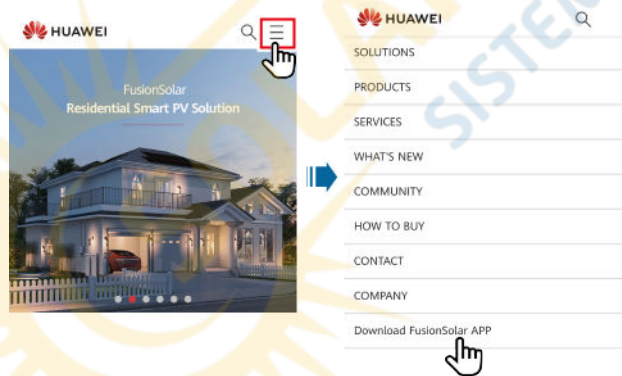 HUAWEI
FusionSolar
Residential Smart PV Solution
HUAWEI
SOLUTIONS
PRODUCTS
SERVICES
WHAT'S NEW
COMMUNITY
HOW TO BUY
CONTACT
COMPANY
Download FusionSolar APP